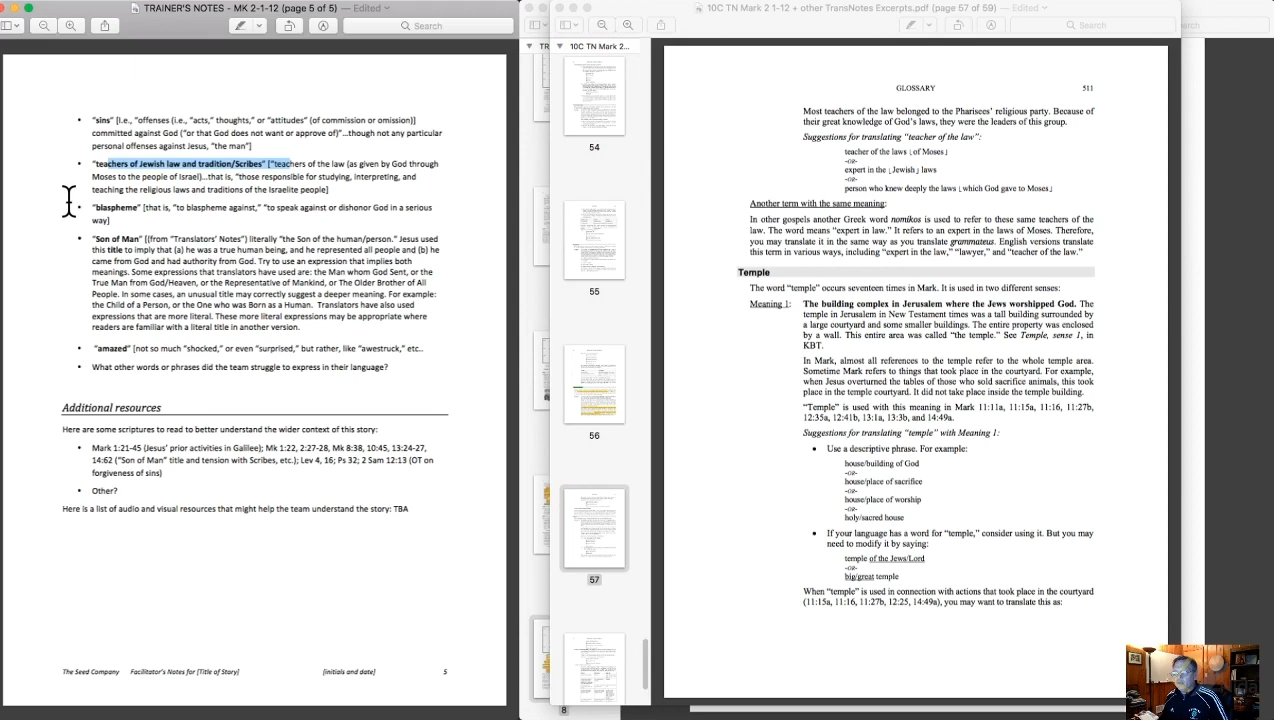 TRAINER'S NOTES - MK 2-1-12 (page 5 of 5) — Edited
Search
10C TN Mark 2 1-12 + other TransNotes Excerpts.pdf (page 57 of 59) — Edited
Search
TR
10C TN Mark 2...
54
55
56
57
8
• "sins" [I.e., "offenses (i.e., "acts," thoughts," or "attitudes" (of commission or omission)]
committed against God ("or that God does not want or approve of)"...though not any particular
personal offenses against Jesus, "the man"]
• "teachers of Jewish law and tradition/Scribes" ["teachers of the law (as given by God through
Moses to the people of Israel)...that is, "those responsible for studying, interpreting, and
teaching the religious laws and traditions of the Israelite people]
• "blaspheme" [that is, "to blaspheme against," "to speak against or dishonor God in a serious
way]
• "Son of Man" [(from "Translators' Notes") literally "the Son of the human/person." Jesus used
this title to imply that (a) he was a true human being, and he represented all people and (b) he
came from God and had authority from God. Try to use an expression that implies both
meanings. Some expressions that translators have used are: the Man whom God Sent, or the
True Man from God/Heaven, or the Representative of Mankind, or The Older Brother of All
People. In some cases, an unusual title may correctly suggest a deeper meaning. For example:
the Child of a Person, or the One who was Born as a Human. Translators have also used
expressions that are more literal. These more literal expressions may be appropriate where
readers are familiar with a literal title in another version.
• "amazed" [not so much "shocked," or even "surprised," but rather, like "awestruck," etc..
• What other words or phrases did the team struggle to express in their language?
Additional resources
Here are some scriptures to read to better understand the wider context of this story:
• Mark 1:21-45 (Jesus' prior activities in Galilee); Mk 1:22, 2:27-28, Mk 8:38, 10:45, 13:24-27,
14:62 ("Son of Man" title and tension with Scribes, etc.); Lev 4, 16; Ps 32; 2 Sam 12:13 (OT on
forgiveness of sins)
• Other?
Here is a list of audio and visual resources that might help the team understand the story: TBA
The Seed Company Facilitator's Notes for [Title of Story] [initials and date] 5
GLOSSARY 511
Most teachers of the law belonged to the Pharisees' religious party. Because of
their great knowledge of God's laws, they were the leaders of this group.
Suggestions for translating "teacher of the law":
teacher of the laws ⌊of Moses⌋
-OR-
expert in the ⌊Jewish⌋ laws
-OR-
person who knew deeply the laws ⌊which God gave to Moses⌋
Another term with the same meaning:
In other gospels another Greek word nomikos is used to refer to these same teachers of the
law. The word means "expert in law." It refers to an expert in the laws of Moses. Therefore,
you may translate it in the same way as you translate grammateus. English versions translate
this term in various ways, including "expert in the law," "lawyer," and "teacher of the law."
Temple
The word "temple" occurs seventeen times in Mark. It is used in two different senses:
Meaning 1: The building complex in Jerusalem where the Jews worshipped God. The
temple in Jerusalem in New Testament times was a tall building surrounded by
a large courtyard and some smaller buildings. The entire property was enclosed
by a wall. This entire area was called "the temple." See Temple, sense 1, in
KBT.
In Mark, almost all references to the temple refer to the whole temple area.
Sometime Mark refers to things that took place in the courtyard. For example,
when Jesus overturned the tables of those who sold sacrifice animals, this took
place in the temple courtyard. It did not take place inside the temple building.
"Temple" is used with this meaning in Mark 11:11a, 11:15a, 11:16, 11:27b,
12:35a, 12:41b, 13:1a, 13:3b, and 14:49a.
Suggestions for translating "temple" with Meaning 1:
• Use a descriptive phrase. For example:
house/building of God
-OR-
house/place of sacrifice
-OR-
house/place of worship
-OR-
holy/sacred house
• If your language has a word for "temple," consider using it. But you may
need to modify it by saying:
temple of the Jews/Lord
-OR-
big/great temple
When "temple" is used in connection with actions that took place in the courtyard
(11:15a, 11:16, 11:27b, 12:25, 14:49a), you may want to translate this as: